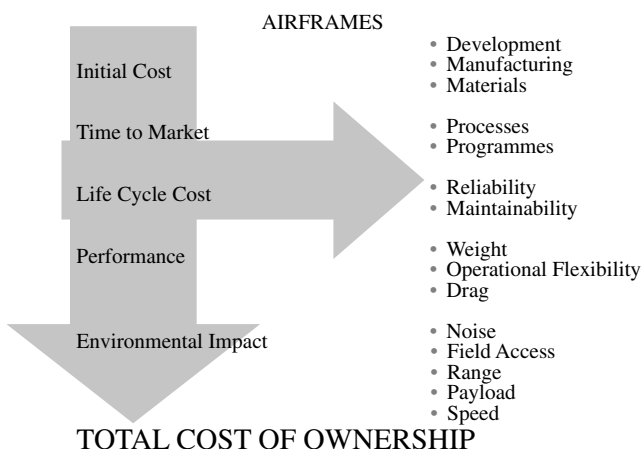 AIRFRAMES
Initial Cost
• Development
• Manufacturing
• Materials
Time to Market
• Processes
• Programmes
Life Cycle Cost
• Reliability
• Maintainability
Performance
• Weight
• Operational Flexibility
• Drag
Environmental Impact
• Noise
• Field Access
• Range
• Payload
• Speed
TOTAL COST OF OWNERSHIP